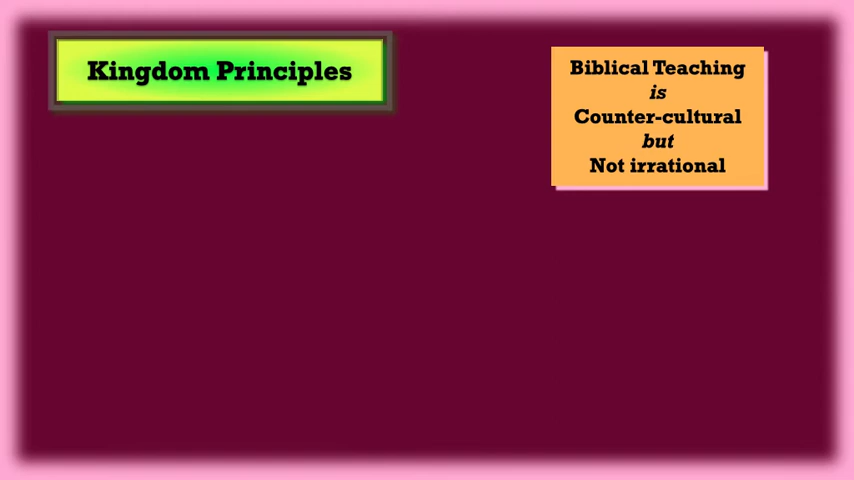 Kingdom Principles
Biblical Teaching
is
Counter-cultural
but
Not irrational